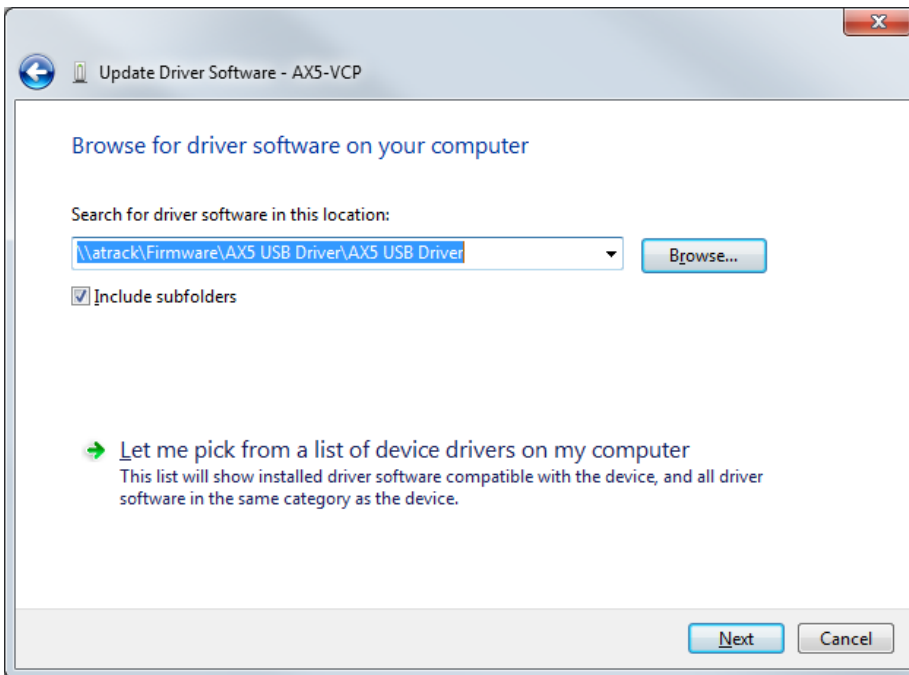 Update Driver Software - AX5-VCP
Browse for driver software on your computer
Search for driver software in this location:
\\atrack\Firmware\AX5 USB Driver\AX5 USB Driver
Browse...
Include subfolders
Let me pick from a list of device drivers on my computer
This list will show installed driver software compatible with the device, and all driver
software in the same category as the device.
Next
Cancel